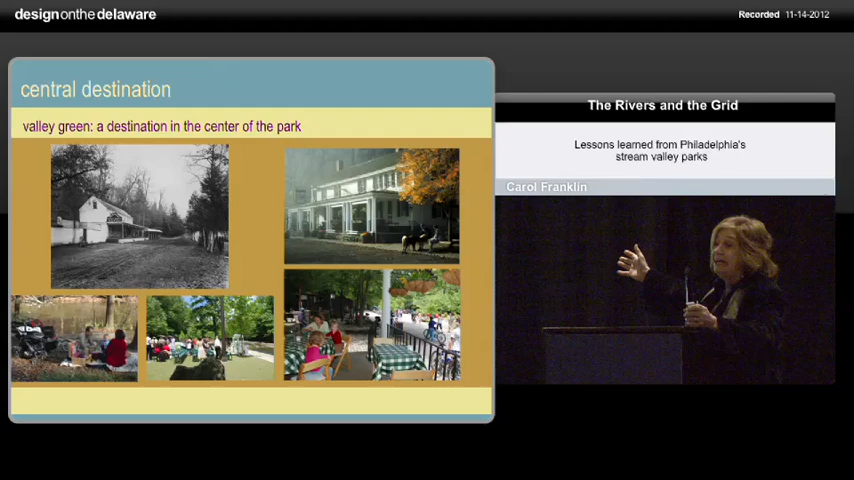 designonthedelaware
Recorded 11-14-2012
central destination
valley green: a destination in the center of the park
The Rivers and the Grid
Lessons learned from Philadelphia's
stream valley parks
Carol Franklin